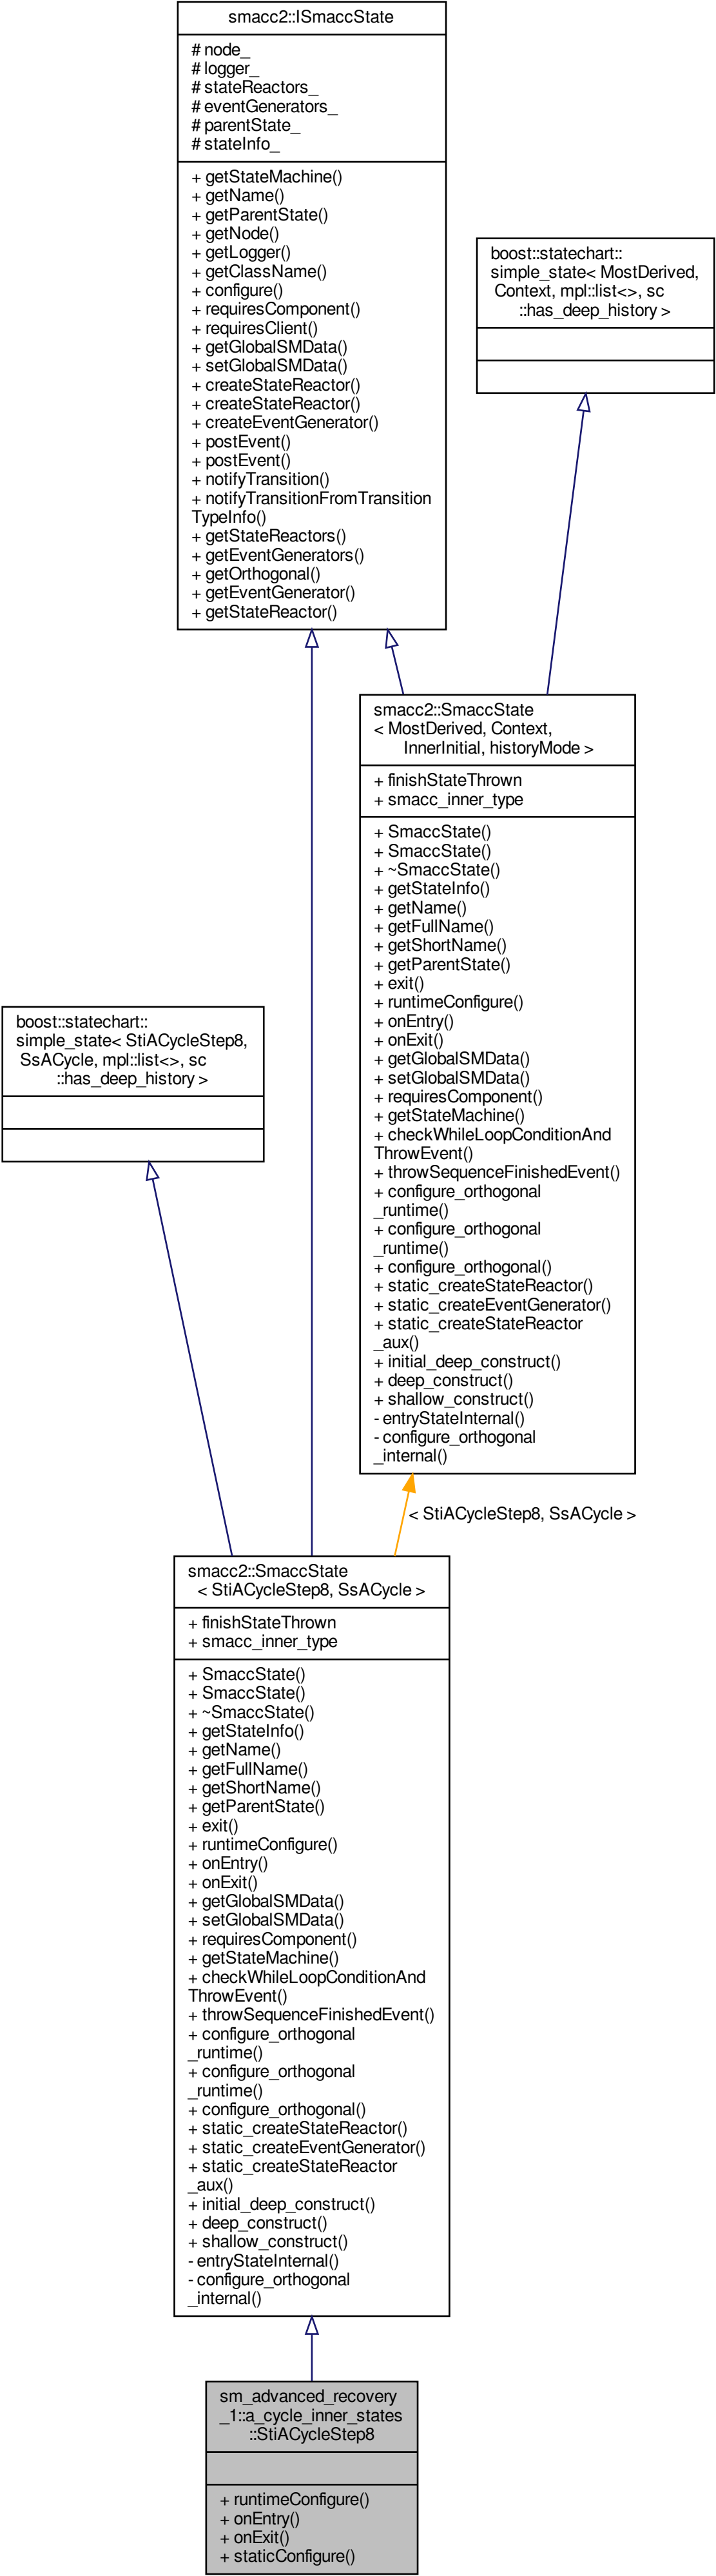 smacc2::ISmaccState
# node_
# logger_
# stateReactors_
# eventGenerators_
# parentState_
# stateInfo_
+ getStateMachine()
+ getName()
+ getParentState()
+ getNode()
+ getLogger()
+ getClassName()
+ configure()
+ requiresComponent()
+ requiresClient()
+ getGlobalSMData()
+ setGlobalSMData()
+ createStateReactor()
+ createStateReactor()
+ createEventGenerator()
+ postEvent()
+ postEvent()
+ notifyTransition()
+ notifyTransitionFromTransition
TypeInfo()
+ getStateReactors()
+ getEventGenerators()
+ getOrthogonal()
+ getEventGenerator()
+ getStateReactor()
boost::statechart::
simple_state< MostDerived,
Context, mpl::list<>, sc
::has_deep_history >
smacc2::SmaccState
< MostDerived, Context,
InnerInitial, historyMode >
+ finishStateThrown
+ smacc_inner_type
+ SmaccState()
+ SmaccState()
+ ~SmaccState()
+ getStateInfo()
+ getName()
+ getFullName()
+ getShortName()
+ getParentState()
+ exit()
+ runtimeConfigure()
+ onEntry()
+ onExit()
+ getGlobalSMData()
+ setGlobalSMData()
+ requiresComponent()
+ getStateMachine()
+ checkWhileLoopConditionAnd
ThrowEvent()
+ throwSequenceFinishedEvent()
+ configure_orthogonal
_runtime()
+ configure_orthogonal
_runtime()
+ configure_orthogonal()
+ static_createStateReactor()
+ static_createEventGenerator()
+ static_createStateReactor
_aux()
+ initial_deep_construct()
+ deep_construct()
+ shallow_construct()
- entryStateInternal()
- configure_orthogonal
_internal()
boost::statechart::
simple_state< StiACycleStep8,
SsACycle, mpl::list<>, sc
::has_deep_history >
< StiACycleStep8, SsACycle >
smacc2::SmaccState
< StiACycleStep8, SsACycle >
+ finishStateThrown
+ smacc_inner_type
+ SmaccState()
+ SmaccState()
+ ~SmaccState()
+ getStateInfo()
+ getName()
+ getFullName()
+ getShortName()
+ getParentState()
+ exit()
+ runtimeConfigure()
+ onEntry()
+ onExit()
+ getGlobalSMData()
+ setGlobalSMData()
+ requiresComponent()
+ getStateMachine()
+ checkWhileLoopConditionAnd
ThrowEvent()
+ throwSequenceFinishedEvent()
+ configure_orthogonal
_runtime()
+ configure_orthogonal
_runtime()
+ configure_orthogonal()
+ static_createStateReactor()
+ static_createEventGenerator()
+ static_createStateReactor
_aux()
+ initial_deep_construct()
+ deep_construct()
+ shallow_construct()
- entryStateInternal()
- configure_orthogonal
_internal()
sm_advanced_recovery
_1::a_cycle_inner_states
::StiACycleStep8
+ runtimeConfigure()
+ onEntry()
+ onExit()
+ staticConfigure()